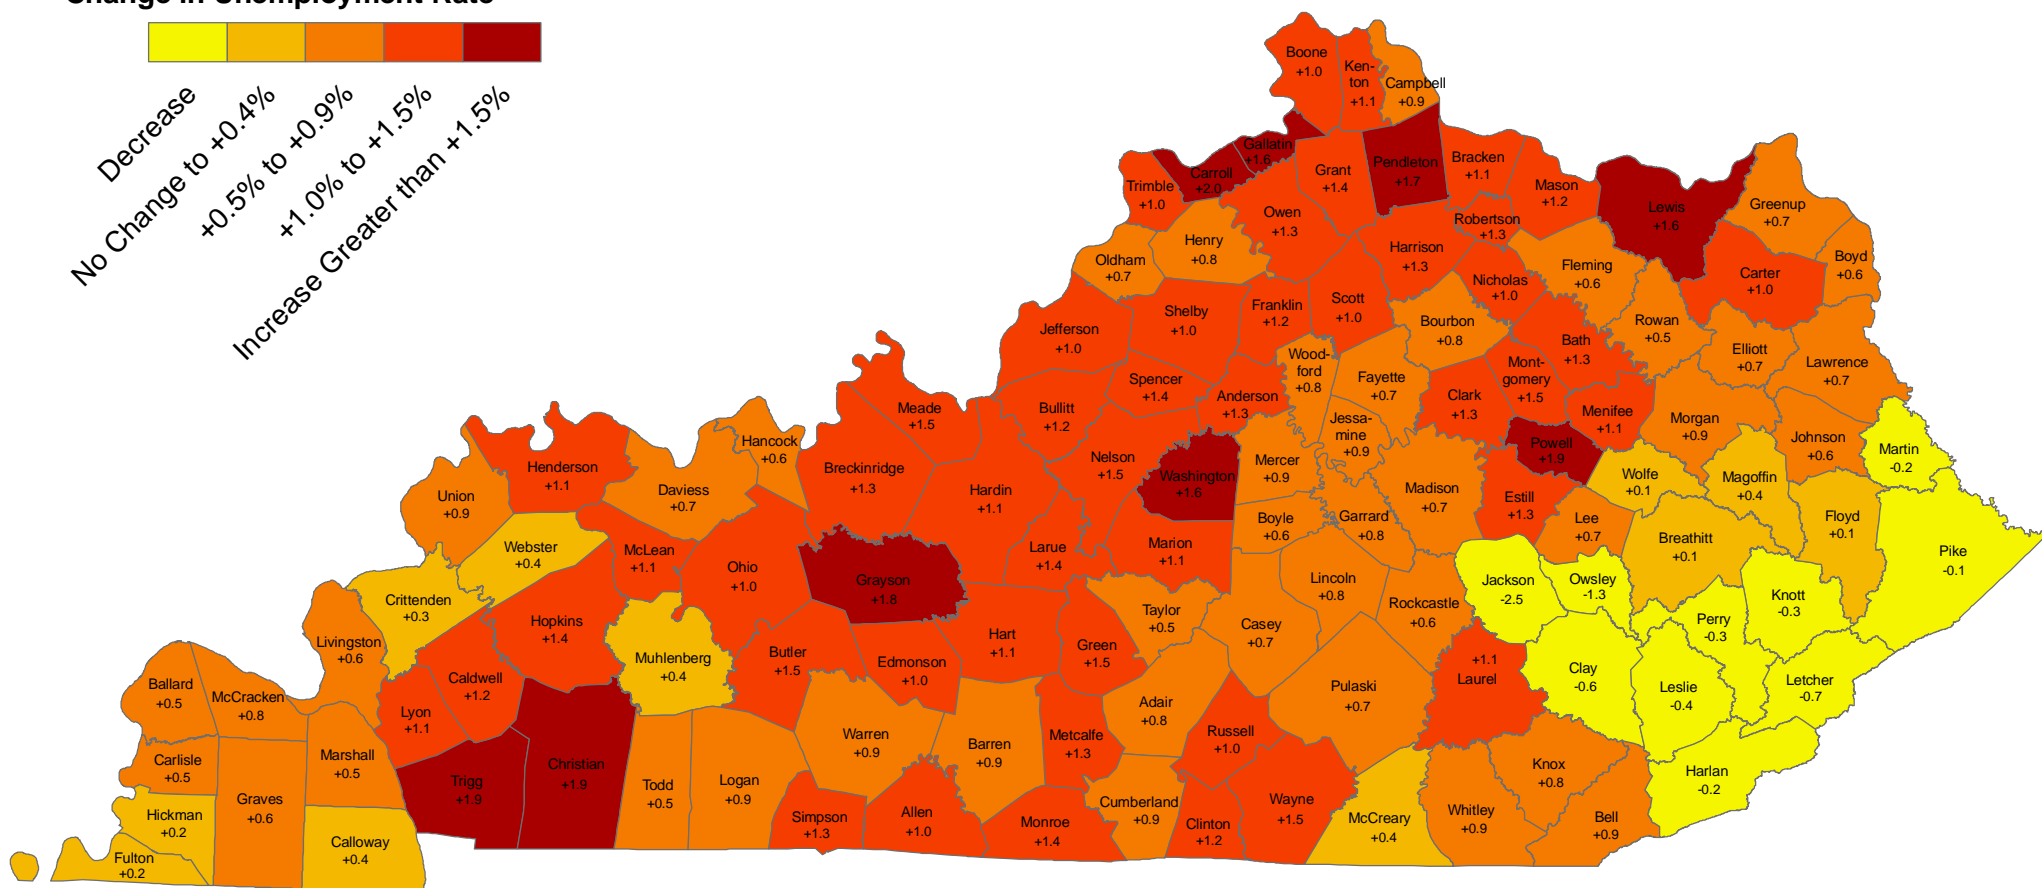 Change in Unemployment Rate
Decrease
No Change to +0.4%
+0.5% to +0.9%
+1.0% to +1.5%
Increase Greater than +1.5%
Boone
+1.0
Ken-
ton
+1.1
Campbell
+0.9
Gallatin
+1.6
Carroll
+2.0
Trimble
+1.0
Grant
+1.4
Pendleton
+1.7
Bracken
+1.1
Mason
+1.2
Lewis
+1.6
Greenup
+0.7
Owen
+1.3
Robertson
+1.3
Henry
+0.8
Oldham
+0.7
Harrison
+1.3
Fleming
+0.6
Carter
+1.0
Boyd
+0.6
Nicholas
+1.0
Jefferson
+1.0
Shelby
+1.0
Franklin
+1.2
Scott
+1.0
Bourbon
+0.8
Bath
+1.3
Rowan
+0.5
Elliott
+0.7
Lawrence
+0.7
Wood-
ford
+0.8
Fayette
+0.7
Mont-
gomery
+1.5
Spencer
+1.4
Anderson
+1.3
Clark
+1.3
Menifee
+1.1
Morgan
+0.9
Johnson
+0.6
Martin
-0.2
Meade
+1.5
Bullitt
+1.2
Jessa-
mine
+0.9
Powell
+1.9
Hancock
+0.6
Breckinridge
+1.3
Nelson
+1.5
Washington
+1.6
Mercer
+0.9
Henderson
+1.1
Union
+0.9
Daviess
+0.7
Hardin
+1.1
Madison
+0.7
Estill
+1.3
Wolfe
+0.1
Magoffin
+0.4
Floyd
+0.1
Pike
-0.1
Boyle
+0.6
Garrard
+0.8
Lee
+0.7
Breathitt
+0.1
Webster
+0.4
McLean
+1.1
Ohio
+1.0
Grayson
+1.8
Larue
+1.4
Marion
+1.1
Lincoln
+0.8
Jackson
-2.5
Owsley
-1.3
Knott
-0.3
Perry
-0.3
Crittenden
+0.3
Livingston
+0.6
Hopkins
+1.4
Taylor
+0.5
Casey
+0.7
Rockcastle
+0.6
Muhlenberg
+0.4
Butler
+1.5
Edmonson
+1.0
Hart
+1.1
Green
+1.5
+1.1
Laurel
Clay
-0.6
Leslie
-0.4
Letcher
-0.7
Ballard
+0.5
McCracken
+0.8
Caldwell
+1.2
Lyon
+1.1
Pulaski
+0.7
Adair
+0.8
Russell
+1.0
Metcalfe
+1.3
Warren
+0.9
Barren
+0.9
Carlisle
+0.5
Marshall
+0.5
Trigg
+1.9
Christian
+1.9
Todd
+0.5
Logan
+0.9
Knox
+0.8
Harlan
-0.2
Hickman
+0.2
Graves
+0.6
Calloway
+0.4
Fulton
+0.2
Simpson
+1.3
Allen
+1.0
Monroe
+1.4
Cumberland
+0.9
Clinton
+1.2
Wayne
+1.5
McCreary
+0.4
Whitley
+0.9
Bell
+0.9